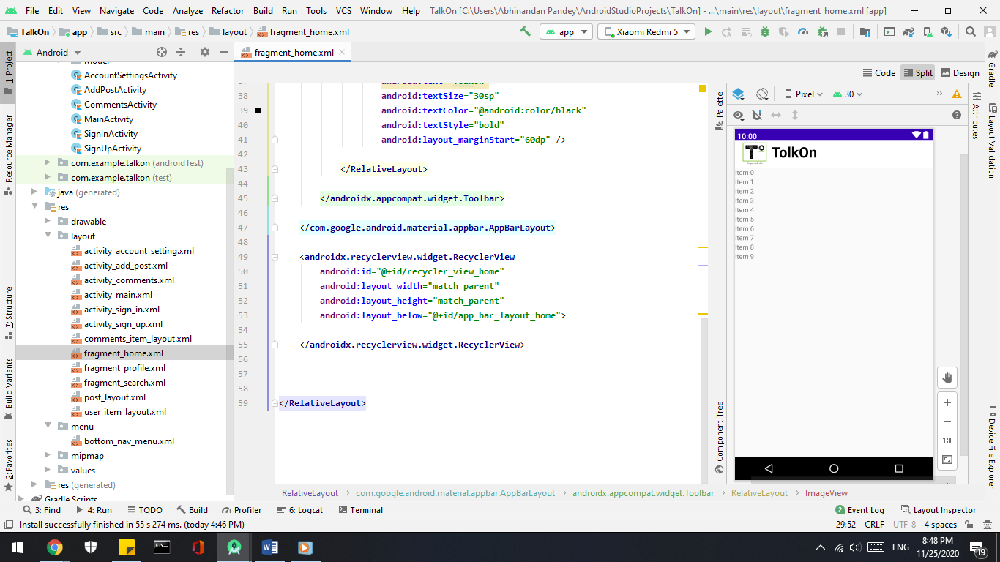 File Edit View Navigate Code Analyze Refactor Build Run Tools VCS Window Help TalkOn [C:\Users\Abhinandan Pandey\AndroidStudioProjects\TalkOn] - ...\main\res\layout\fragment_home.xml [app]
TalkOn app src main res layout fragment_home.xml
app Xiaomi Redmi 5
1: Project
Resource Manager
7: Structure
Build Variants
2: Favorites
Android
Model
AccountSettingsActivity
AddPostActivity
CommentsActivity
MainActivity
SignInActivity
SignUpActivity
com.example.talkon (androidTest)
com.example.talkon (test)
java (generated)
res
drawable
layout
activity_account_setting.xml
activity_add_post.xml
activity_comments.xml
activity_main.xml
activity_sign_in.xml
activity_sign_up.xml
comments_item_layout.xml
fragment_home.xml
fragment_profile.xml
fragment_search.xml
post_layout.xml
user_item_layout.xml
menu
bottom_nav_menu.xml
mipmap
values
res (generated)
Gradle Scripts
fragment_home.xml
Code Split Design
38 android:textSize="30sp"
39 android:textColor="@android:color/black"
40 android:textStyle="bold"
41 android:layout_marginStart="60dp" />
42
43 </RelativeLayout>
44
45 </androidx.appcompat.widget.Toolbar>
46
47 </com.google.android.material.appbar.AppBarLayout>
48
49 <androidx.recyclerview.widget.RecyclerView
50 android:id="@+id/recycler_view_home"
51 android:layout_width="match_parent"
52 android:layout_height="match_parent"
53 android:layout_below="@+id/app_bar_layout_home">
54
55 </androidx.recyclerview.widget.RecyclerView>
56
57
58
59 </RelativeLayout>
RelativeLayout com.google.android.material.appbar.AppBarLayout androidx.appcompat.widget.Toolbar RelativeLayout ImageView
Palette
Component Tree
Pixel 30
10:00
T
TolkOn
Item 0
Item 1
Item 2
Item 3
Item 4
Item 5
Item 6
Item 7
Item 8
Item 9
1:1
Attributes
Gradle
Layout Validation
Device File Explorer
3: Find 4: Run TODO Build Profiler 6: Logcat Terminal 2 Event Log Layout Inspector
Install successfully finished in 55 s 274 ms. (today 4:46 PM) 29:52 CRLF UTF-8 4 spaces
ENG 8:48 PM
11/25/2020
19